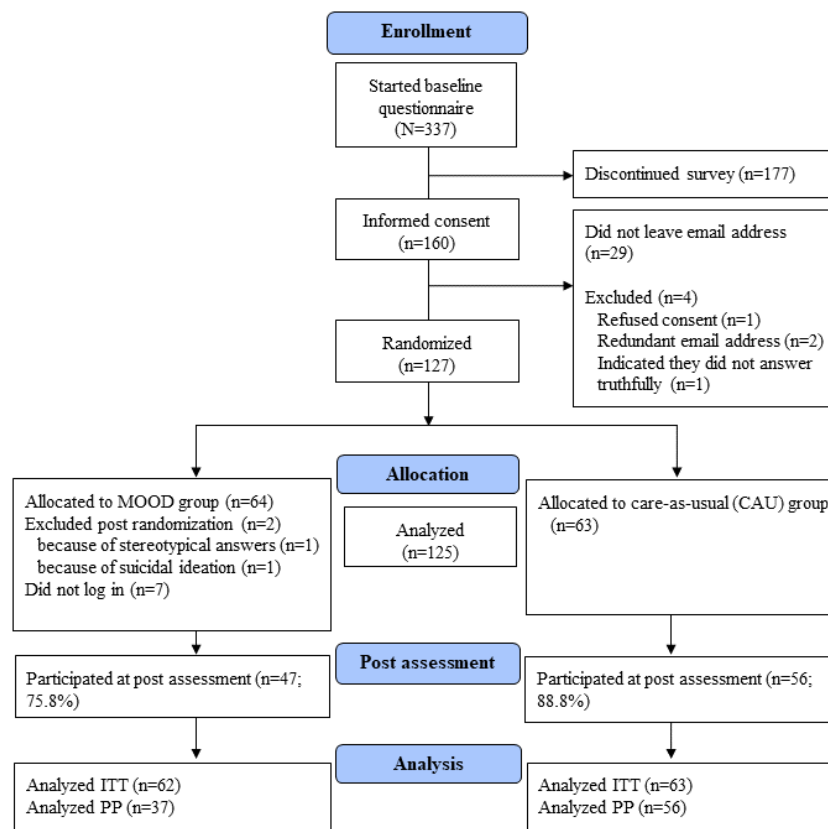 Enrollment
Started baseline
questionnaire
(N=337)
Discontinued survey (n=177)
Informed consent
(n=160)
Did not leave email address
(n=29)
Excluded (n=4)
Refused consent (n=1)
Redundant email address (n=2)
Indicated they did not answer
truthfully (n=1)
Randomized
(n=127)
Allocation
Allocated to MOOD group (n=64)
Excluded post randomization (n=2)
because of stereotypical answers (n=1)
because of suicidal ideation (n=1)
Did not log in (n=7)
Analyzed
(n=125)
Allocated to care-as-usual (CAU) group
(n=63)
Post assessment
Participated at post assessment (n=47;
75.8%)
Participated at post assessment (n=56;
88.8%)
Analysis
Analyzed ITT (n=62)
Analyzed PP (n=37)
Analyzed ITT (n=63)
Analyzed PP (n=56)